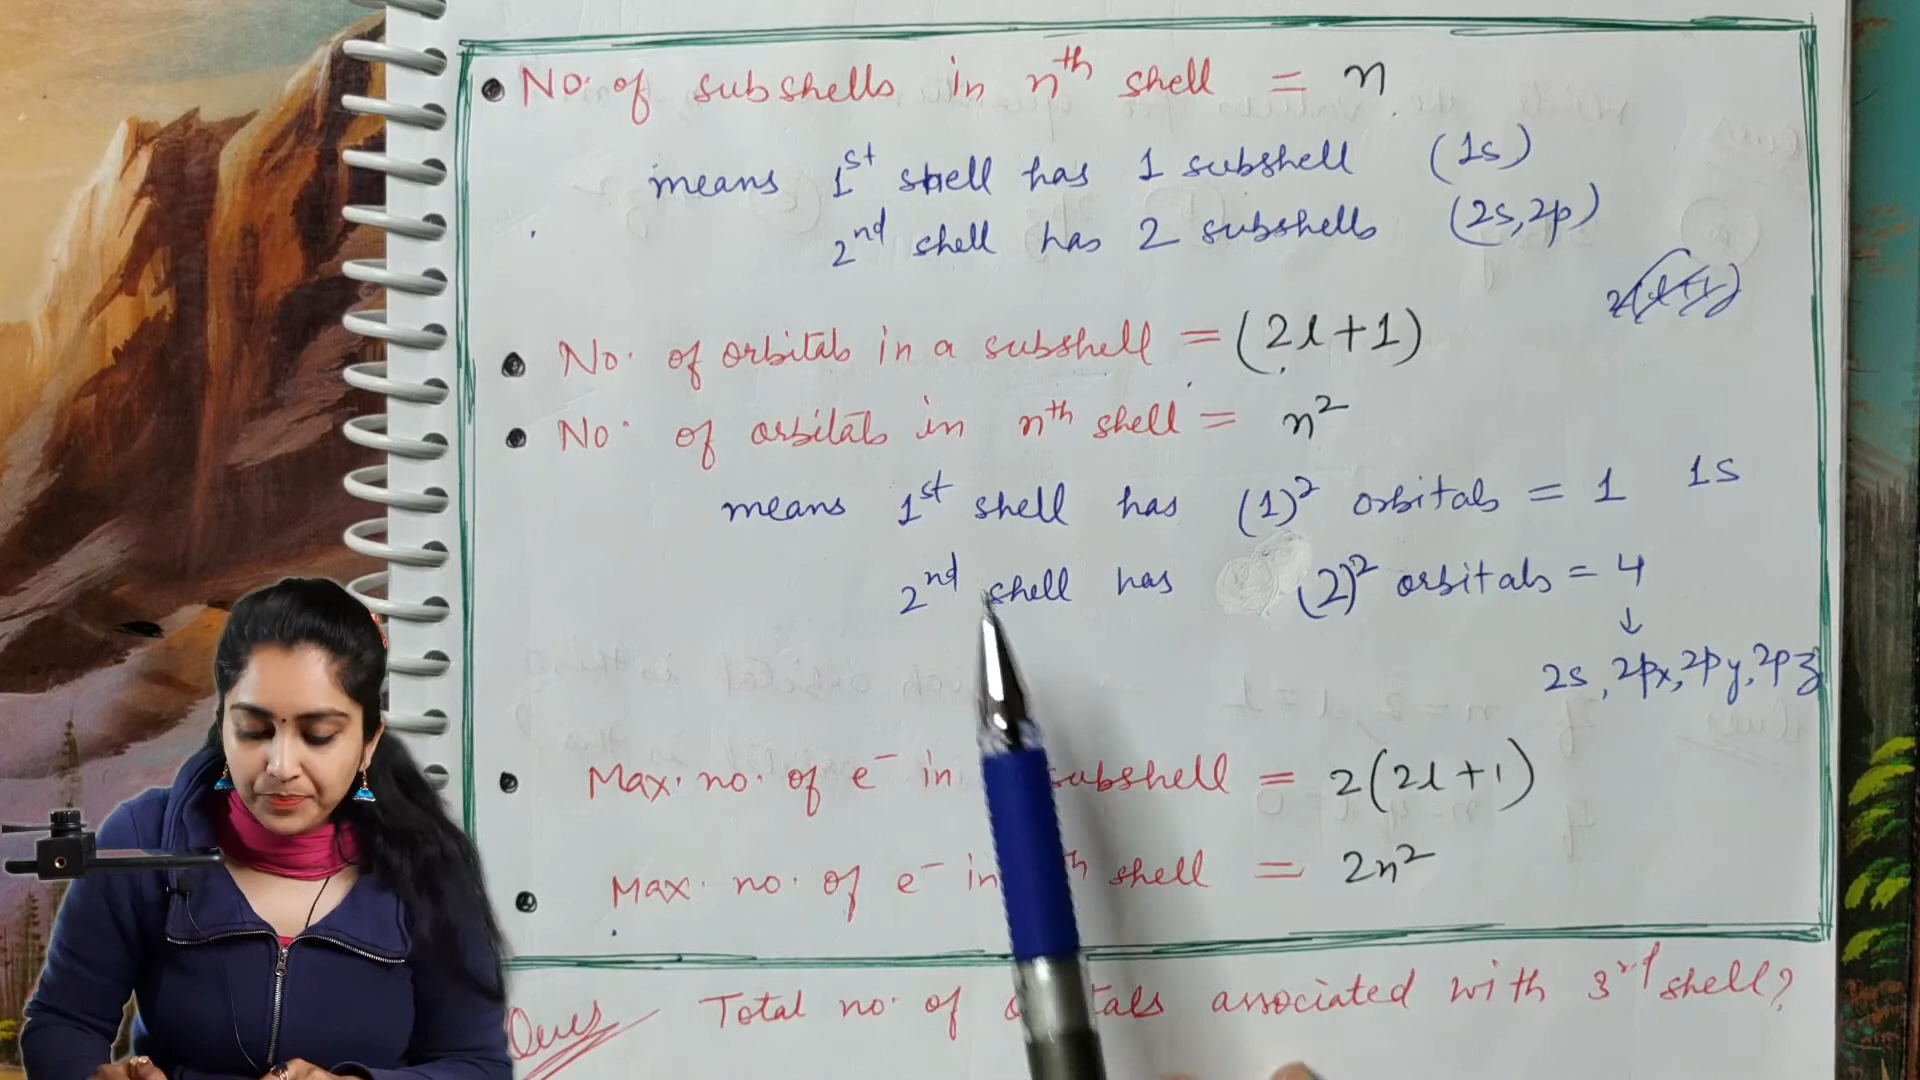 • No. of subshells in nth shell = n
means 1st shell has 1 subshell (1s)
2nd shell has 2 subshells (2s, 2p)
• No. of orbitals in a subshell = (2l+1)
• No. of orbitals in nth shell = n²
means 1st shell has (1)² orbitals = 1 1s
2nd shell has (2)² orbitals = 4
↓
2s, 2px, 2py, 2pz
• Max. no. of e⁻ in subshell = 2(2l+1)
• Max. no. of e⁻ in shell = 2n²
Ques Total no. of associated with 3rd shell?